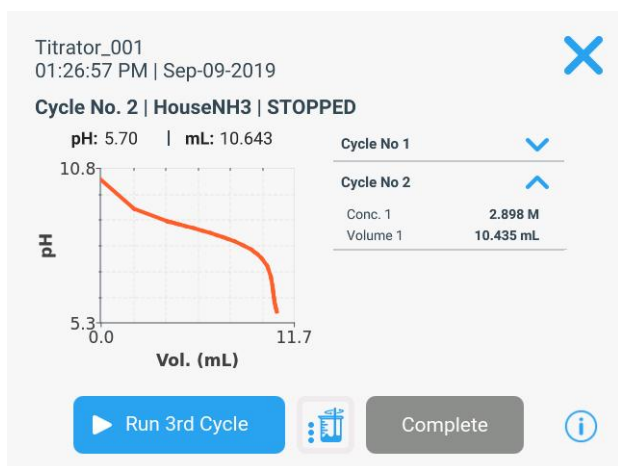 Titrator_001
01:26:57 PM | Sep-09-2019
Cycle No. 2 | HouseNH3 | STOPPED
pH: 5.70 | mL: 10.643
10.8
pH
5.3
0.0
11.7
Vol. (mL)
Cycle No 1
Cycle No 2
Conc. 1 2.898 M
Volume 1 10.435 mL
Run 3rd Cycle
Complete
i